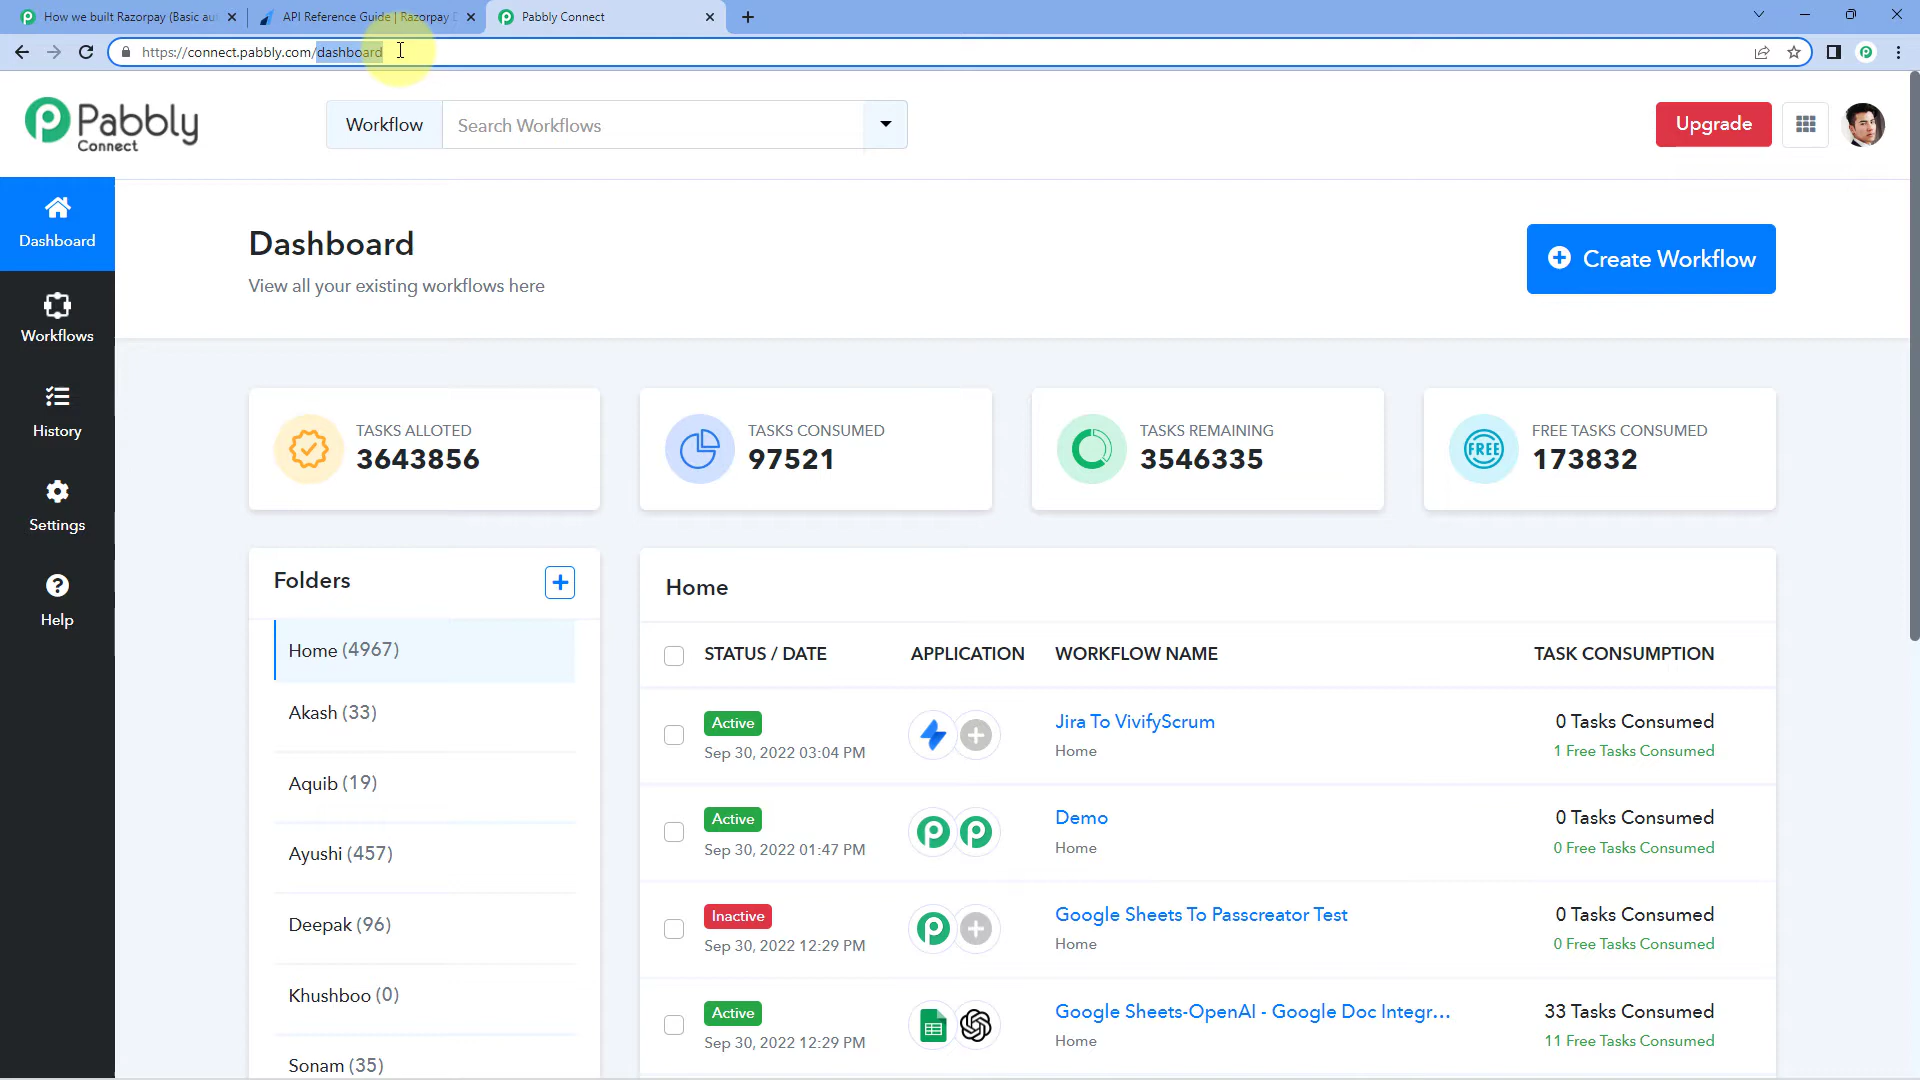 How we built Razorpay (Basic au
API Reference Guide | Razorpay D
Pabbly Connect
https://connect.pabbly.com/dashboard
Pabbly
Connect
Workflow
Search Workflows
Upgrade
Dashboard
Workflows
History
Settings
Help
Dashboard
View all your existing workflows here
Create Workflow
TASKS ALLOTED
3643856
TASKS CONSUMED
97521
TASKS REMAINING
3546335
FREE
FREE TASKS CONSUMED
173832
Folders
Home (4967)
Akash (33)
Aquib (19)
Ayushi (457)
Deepak (96)
Khushboo (0)
Sonam (35)
Home
STATUS / DATE APPLICATION WORKFLOW NAME TASK CONSUMPTION
Active
Sep 30, 2022 03:04 PM
Jira To VivifyScrum
Home
0 Tasks Consumed
1 Free Tasks Consumed
Active
Sep 30, 2022 01:47 PM
Demo
Home
0 Tasks Consumed
0 Free Tasks Consumed
Inactive
Sep 30, 2022 12:29 PM
Google Sheets To Passcreator Test
Home
0 Tasks Consumed
0 Free Tasks Consumed
Active
Sep 30, 2022 12:29 PM
Google Sheets-OpenAI - Google Doc Integr...
Home
33 Tasks Consumed
11 Free Tasks Consumed